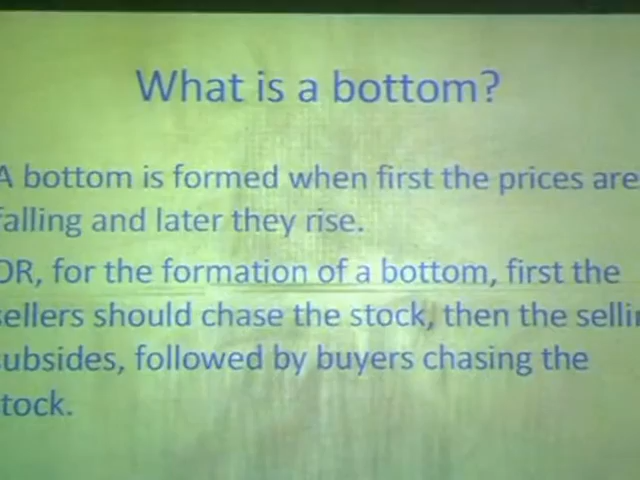 What is a bottom?
A bottom is formed when first the prices are
falling and later they rise.
OR, for the formation of a bottom, first the
sellers should chase the stock, then the sellin
subsides, followed by buyers chasing the
stock.